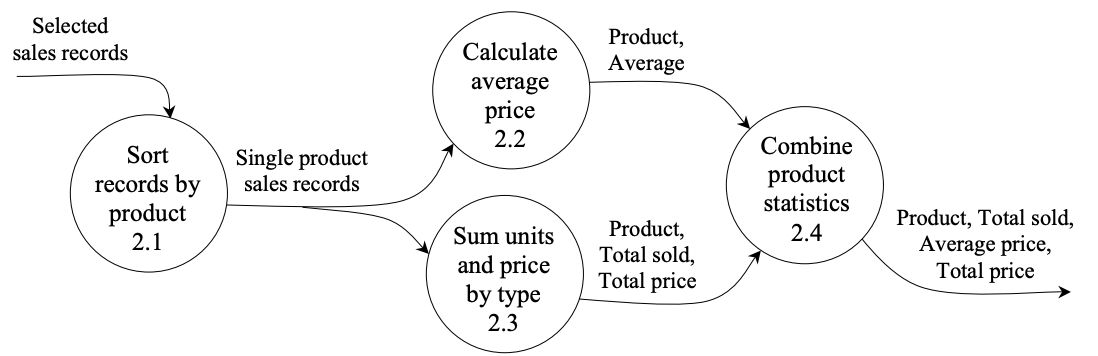 Selected
sales records
Sort
records by
product
2.1
Single product
sales records
Calculate
average
price
2.2
Sum units
and price
by type
2.3
Product,
Average
Product,
Total sold,
Total price
Combine
product
statistics
2.4
Product, Total sold,
Average price,
Total price